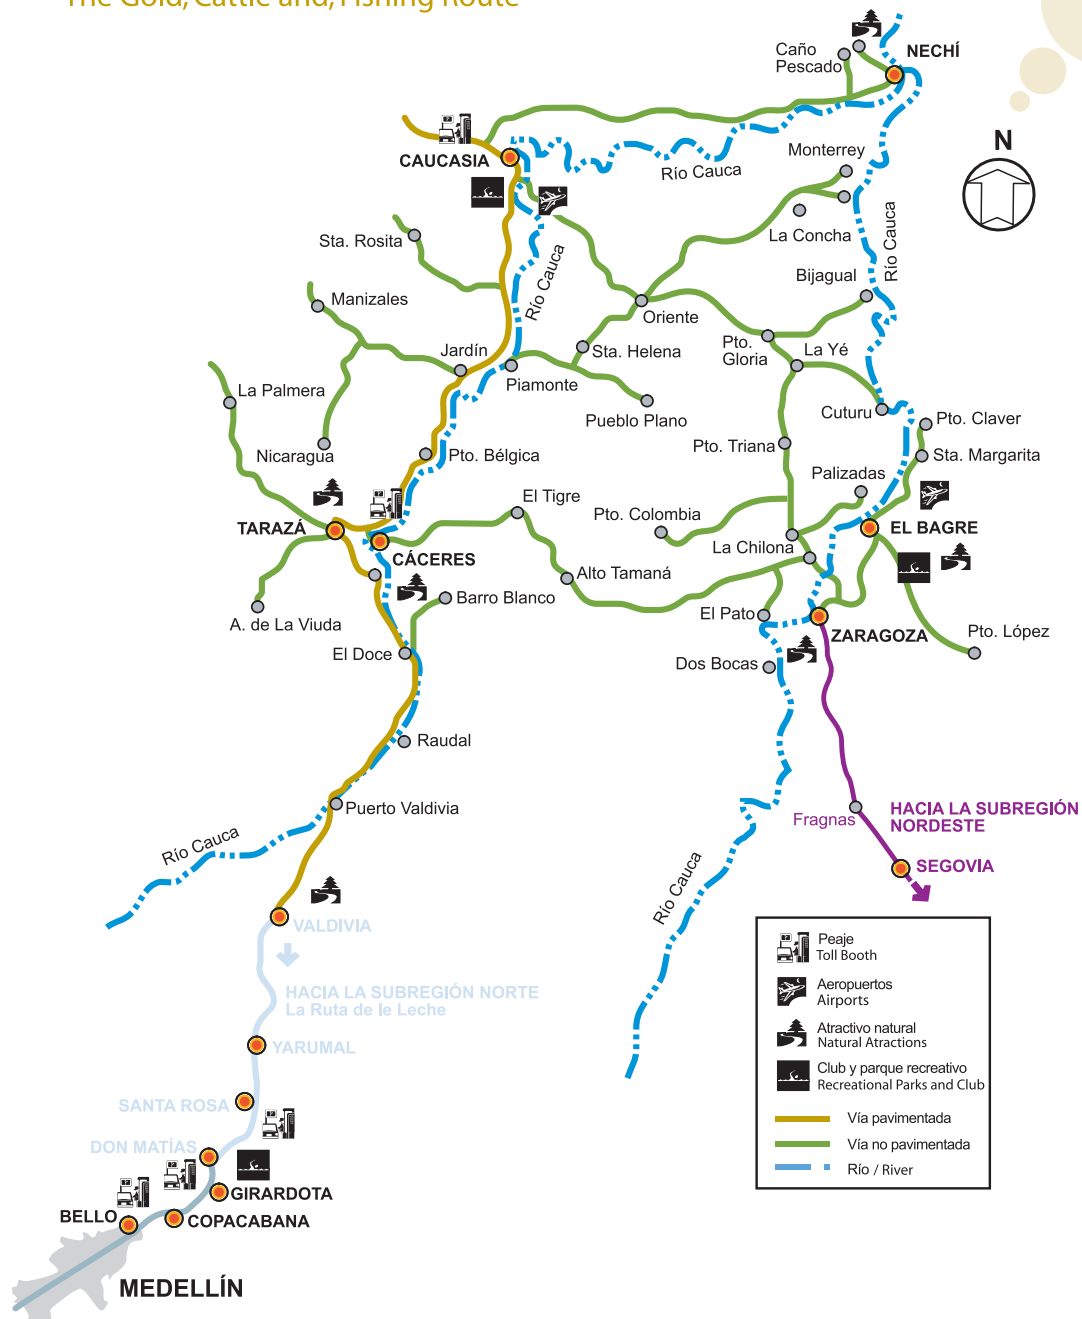 The Gold, Cattle and, Fishing Route
NECHÍ
Caño
Pescado
N
CAUCASIA
Río Cauca
Monterrey
La Concha
Río Cauca
Sta. Rosita
Río Cauca
Bijagual
Manizales
Oriente
Jardín
Sta. Helena
Pto.
Gloria
La Yé
La Palmera
Piamonte
Pueblo Plano
Cuturu
Pto. Claver
Nicaragua
Pto. Bélgica
Pto. Triana
Sta. Margarita
Palizadas
El Tigre
Pto. Colombia
TARAZÁ
EL BAGRE
CÁCERES
La Chilona
Alto Tamaná
Barro Blanco
A. de La Viuda
El Pato
ZARAGOZA
Pto. López
El Doce
Dos Bocas
Raudal
Puerto Valdivia
Fragnas
HACIA LA SUBREGIÓN
NORDESTE
Río Cauca
SEGOVIA
Río Cauca
VALDIVIA
HACIA LA SUBREGIÓN NORTE
La Ruta de le Leche
YARUMAL
SANTA ROSA
DON MATÍAS
GIRARDOTA
BELLO
COPACABANA
MEDELLÍN
Peaje
Toll Booth
Aeropuertos
Airports
Atractivo natural
Natural Atractions
Club y parque recreativo
Recreational Parks and Club
Vía pavimentada
Vía no pavimentada
Río / River